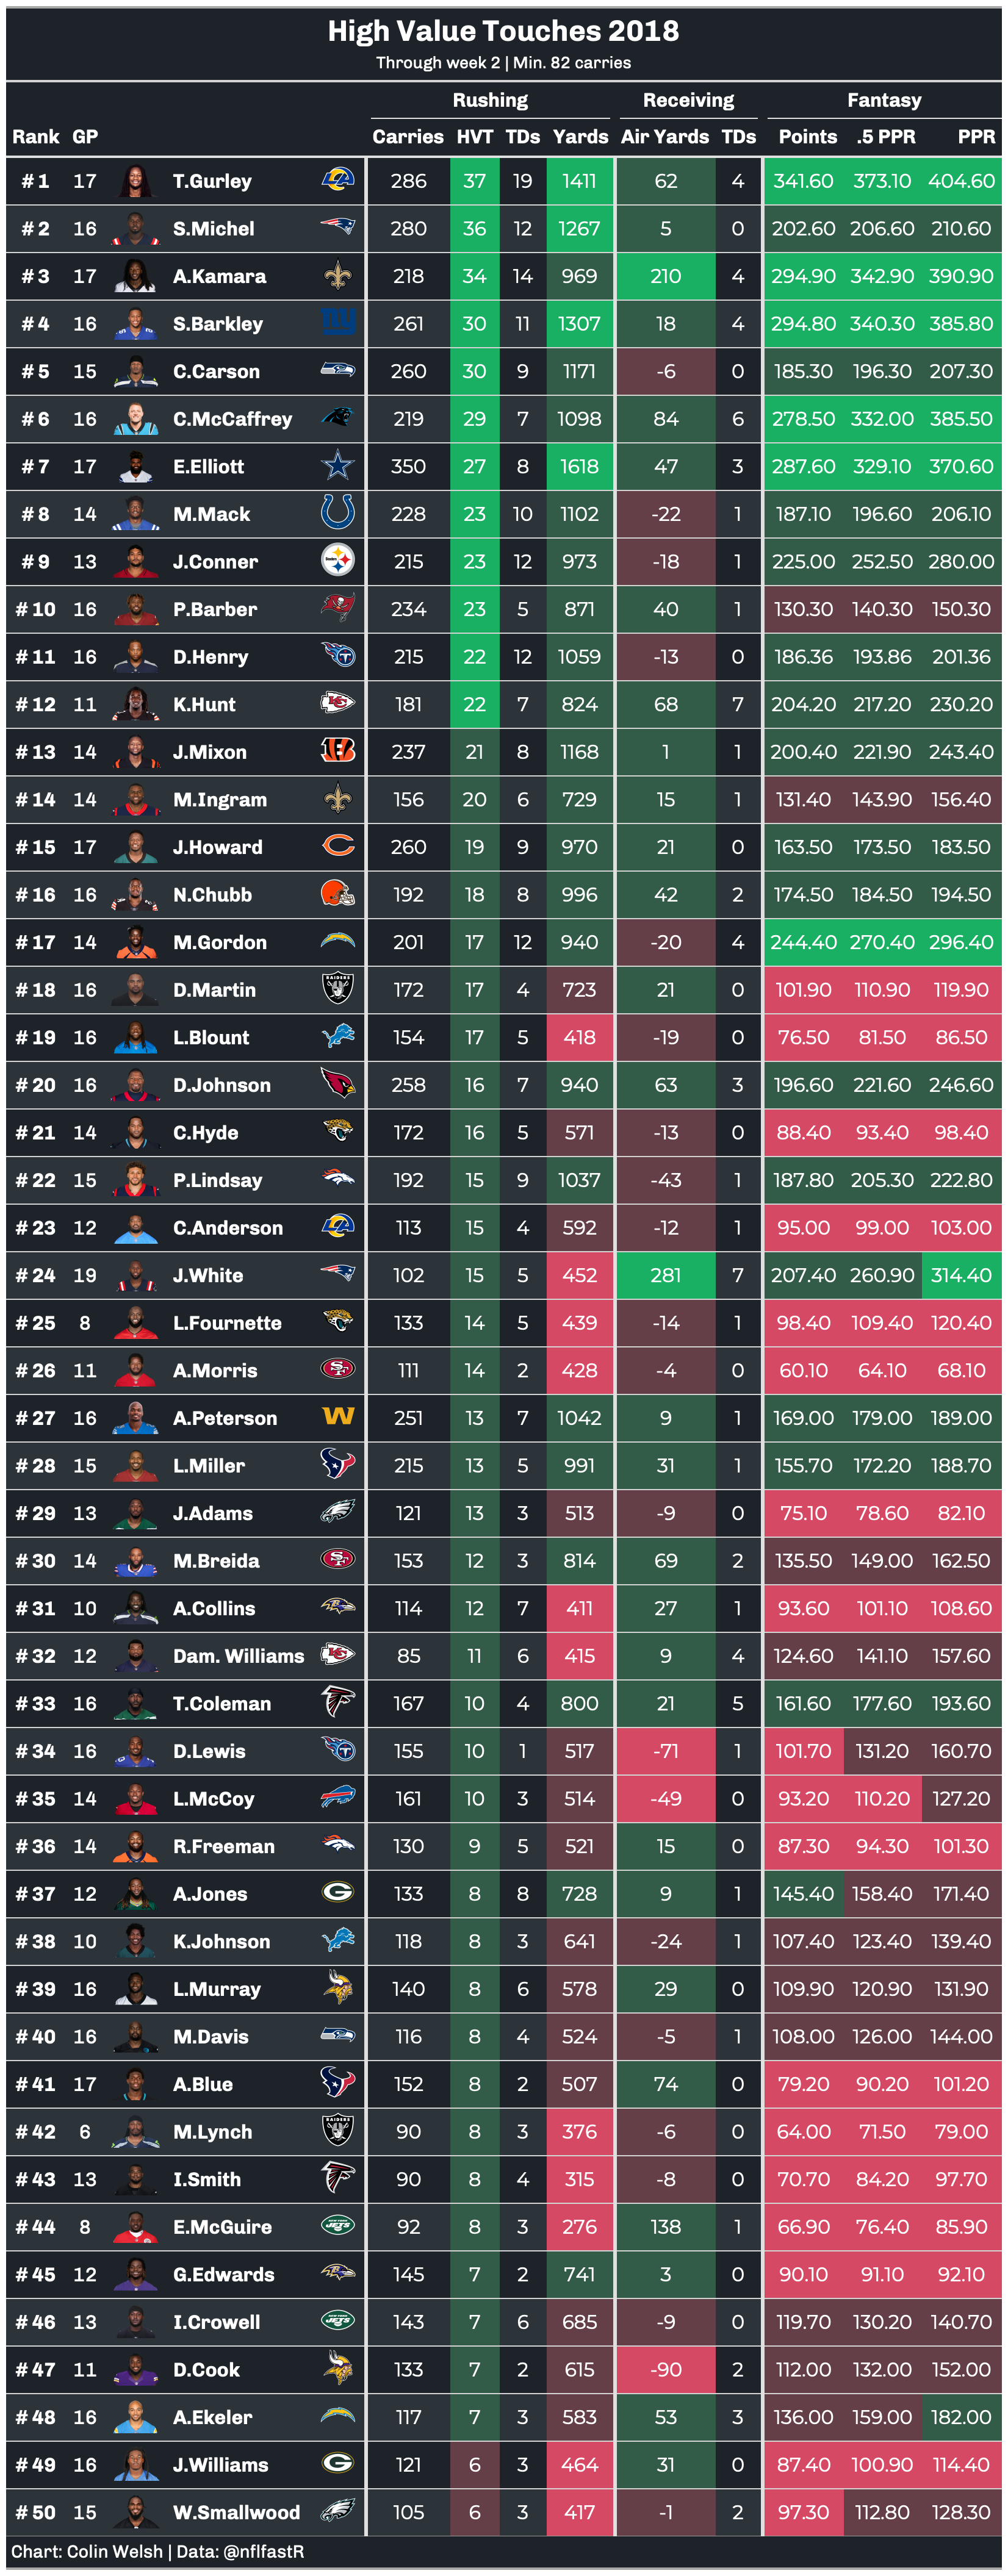 High Value Touches 2018
Through week 2 | Min. 82 carries
Rushing Receiving Fantasy
Rank GP Carries HVT TDs Yards Air Yards TDs Points .5 PPR PPR
# 1 17 T.Gurley 286 37 19 1411 62 4 341.60 373.10 404.60
# 2 16 S.Michel 280 36 12 1267 5 0 202.60 206.60 210.60
# 3 17 A.Kamara 218 34 14 969 210 4 294.90 342.90 390.90
# 4 16 S.Barkley 261 30 11 1307 18 4 294.80 340.30 385.80
# 5 15 C.Carson 260 30 9 1171 -6 0 185.30 196.30 207.30
# 6 16 C.McCaffrey 219 29 7 1098 84 6 278.50 332.00 385.50
# 7 17 E.Elliott 350 27 8 1618 47 3 287.60 329.10 370.60
# 8 14 M.Mack 228 23 10 1102 -22 1 187.10 196.60 206.10
# 9 13 J.Conner 215 23 12 973 -18 1 225.00 252.50 280.00
# 10 16 P.Barber 234 23 5 871 40 1 130.30 140.30 150.30
# 11 16 D.Henry 215 22 12 1059 -13 0 186.36 193.86 201.36
# 12 11 K.Hunt 181 22 7 824 68 7 204.20 217.20 230.20
# 13 14 J.Mixon 237 21 8 1168 1 1 200.40 221.90 243.40
# 14 14 M.Ingram 156 20 6 729 15 1 131.40 143.90 156.40
# 15 17 J.Howard 260 19 9 970 21 0 163.50 173.50 183.50
# 16 16 N.Chubb 192 18 8 996 42 2 174.50 184.50 194.50
# 17 14 M.Gordon 201 17 12 940 -20 4 244.40 270.40 296.40
# 18 16 D.Martin RAIDERS 172 17 4 723 21 0 101.90 110.90 119.90
# 19 16 L.Blount 154 17 5 418 -19 0 76.50 81.50 86.50
# 20 16 D.Johnson 258 16 7 940 63 3 196.60 221.60 246.60
# 21 14 C.Hyde 172 16 5 571 -13 0 88.40 93.40 98.40
# 22 15 P.Lindsay 192 15 9 1037 -43 1 187.80 205.30 222.80
# 23 12 C.Anderson 113 15 4 592 -12 1 95.00 99.00 103.00
# 24 19 J.White 102 15 5 452 281 7 207.40 260.90 314.40
# 25 8 L.Fournette 133 14 5 439 -14 1 98.40 109.40 120.40
# 26 11 A.Morris 111 14 2 428 -4 0 60.10 64.10 68.10
# 27 16 A.Peterson W 251 13 7 1042 9 1 169.00 179.00 189.00
# 28 15 L.Miller 215 13 5 991 31 1 155.70 172.20 188.70
# 29 13 J.Adams 121 13 3 513 -9 0 75.10 78.60 82.10
# 30 14 M.Breida 153 12 3 814 69 2 135.50 149.00 162.50
# 31 10 A.Collins 114 12 7 411 27 1 93.60 101.10 108.60
# 32 12 Dam. Williams 85 11 6 415 9 4 124.60 141.10 157.60
# 33 16 T.Coleman 167 10 4 800 21 5 161.60 177.60 193.60
# 34 16 D.Lewis 155 10 1 517 -71 1 101.70 131.20 160.70
# 35 14 L.McCoy 161 10 3 514 -49 0 93.20 110.20 127.20
# 36 14 R.Freeman 130 9 5 521 15 0 87.30 94.30 101.30
# 37 12 A.Jones 133 8 8 728 9 1 145.40 158.40 171.40
# 38 10 K.Johnson 118 8 3 641 -24 1 107.40 123.40 139.40
# 39 16 L.Murray 140 8 6 578 29 0 109.90 120.90 131.90
# 40 16 M.Davis 116 8 4 524 -5 1 108.00 126.00 144.00
# 41 17 A.Blue 152 8 2 507 74 0 79.20 90.20 101.20
# 42 6 M.Lynch RAIDERS 90 8 3 376 -6 0 64.00 71.50 79.00
# 43 13 I.Smith 90 8 4 315 -8 0 70.70 84.20 97.70
# 44 8 E.McGuire JETS 92 8 3 276 138 1 66.90 76.40 85.90
# 45 12 G.Edwards 145 7 2 741 3 0 90.10 91.10 92.10
# 46 13 I.Crowell JETS 143 7 6 685 -9 0 119.70 130.20 140.70
# 47 11 D.Cook 133 7 2 615 -90 2 112.00 132.00 152.00
# 48 16 A.Ekeler 117 7 3 583 53 3 136.00 159.00 182.00
# 49 16 J.Williams 121 6 3 464 31 0 87.40 100.90 114.40
# 50 15 W.Smallwood 105 6 3 417 -1 2 97.30 112.80 128.30
Chart: Colin Welsh | Data: @nflfastR